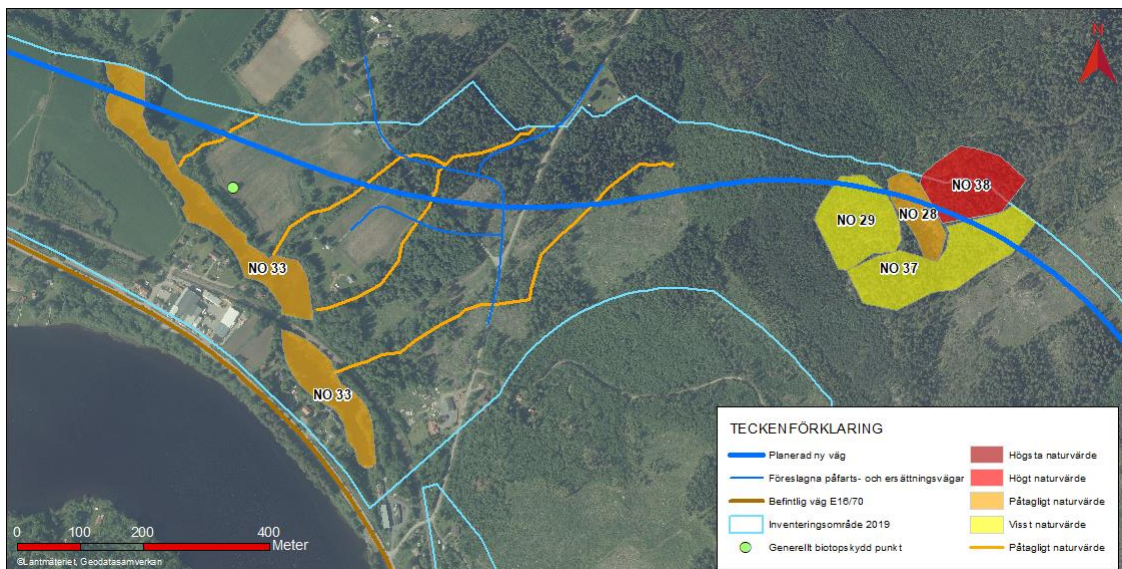 N
NO 38
NO 29
NO 28
NO 37
NO 33
NO 33
TECKENFÖRKLARING
Planerad ny väg
Föreslagna påfarts- och ersättningsvägar
Befintlig väg E16/70
Inventeringsområde 2019
Generellt biotopskydd punkt
Högsta naturvärde
Högt naturvärde
Påtagligt naturvärde
Visst naturvärde
Påtagligt naturvärde
0 100 200 400
Meter
©Lantmäteriet, Geodatasamverkan